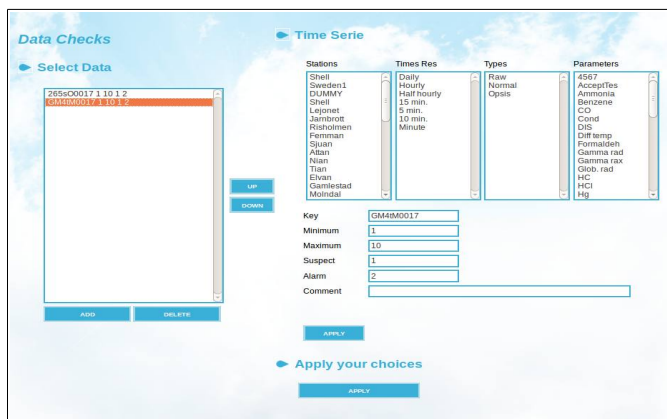 Data Checks
Select Data
265sO0017 1 10 1 2
GM4tM0017 1 10 1 2
ADD
DELETE
UP
DOWN
Time Serie
Stations
Shell
Sweden1
DUMMY
Shell
Lejonet
Jambrott
Risholmen
Femman
Sjuan
Attan
Nian
Tian
Elvan
Gamlestad
Molndal
Times Res
Daily
Hourly
Half hourly
15 min.
5 min.
10 min.
Minute
Types
Raw
Normal
Opsis
Parameters
4567
AcceptTes
Ammonia
Benzene
CO
Cond
DIS
Diff temp
Formaldeh
Gamma rad
Gamma rax
Glob. rad
HC
HCl
Hg
Key GM4tM0017
Minimum 1
Maximum 10
Suspect 1
Alarm 2
Comment
APPLY
Apply your choices
APPLY